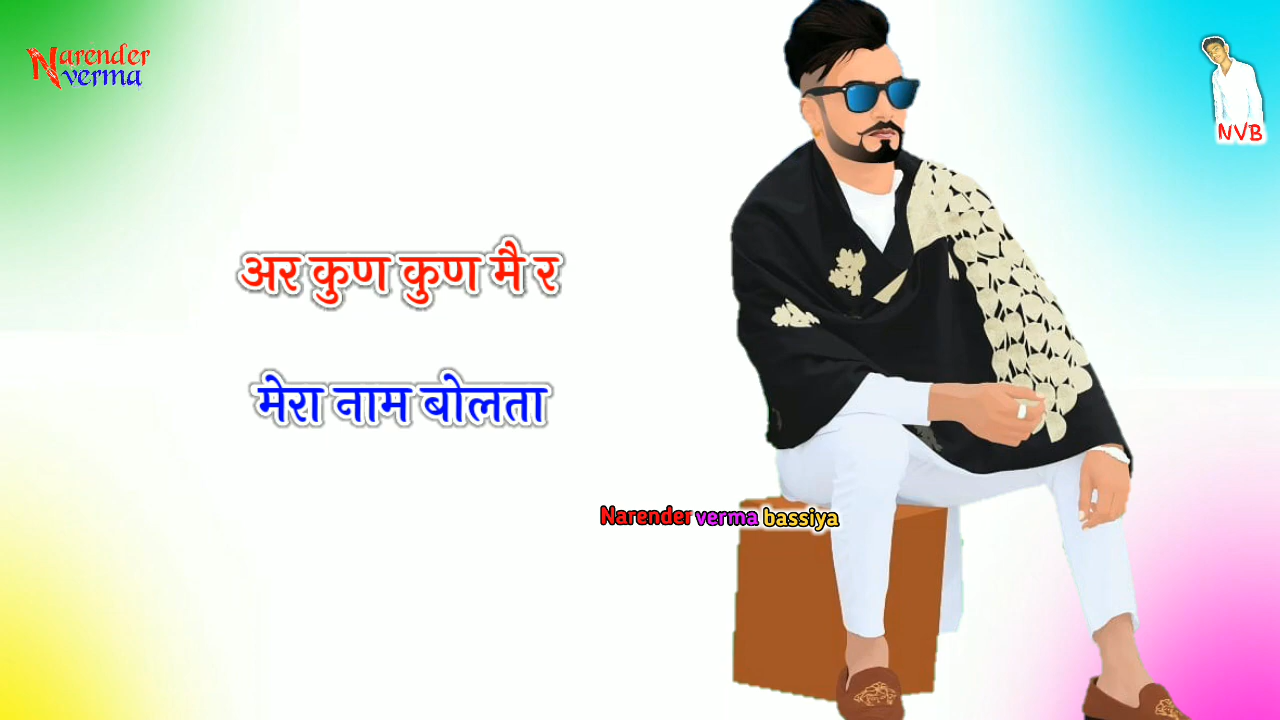 Narender
verma
NVB
अर कुण कुण मै र
मेरा नाम बोलता
Narender verma bassiya